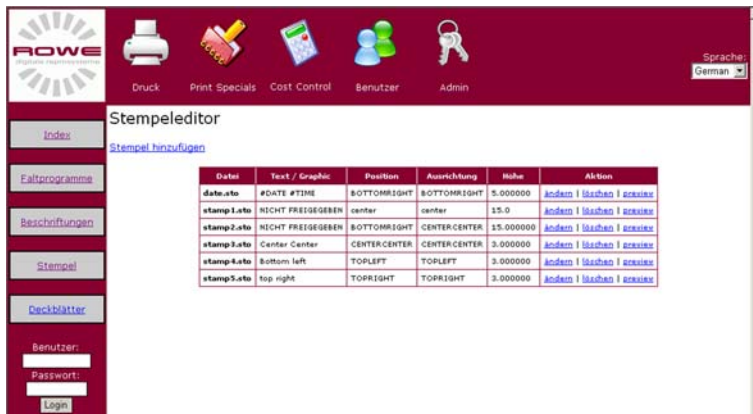 ROWE
digitale reprosysteme
Druck
Print Specials
Cost Control
Benutzer
Admin
Sprache:
German
Index
Faltprogramme
Beschriftungen
Stempel
Deckblätter
Benutzer:
Passwort:
Login
Stempeleditor
Stempel hinzufügen
Datei Text / Graphic Position Ausrichtung Höhe Aktion
date.sto #DATE #TIME BOTTOMRIGHT BOTTOMRIGHT 5.000000 ändern | löschen | preview
stamp1.sto NICHT FREIGEGEBEN center center 15.0 ändern | löschen | preview
stamp2.sto NICHT FREIGEGEBEN BOTTOMRIGHT CENTERCENTER 15.000000 ändern | löschen | preview
stamp3.sto Center Center CENTERCENTER CENTERCENTER 3.000000 ändern | löschen | preview
stamp4.sto Bottom left TOPLEFT TOPLEFT 3.000000 ändern | löschen | preview
stamp5.sto top right TOPRIGHT TOPRIGHT 3.000000 ändern | löschen | preview